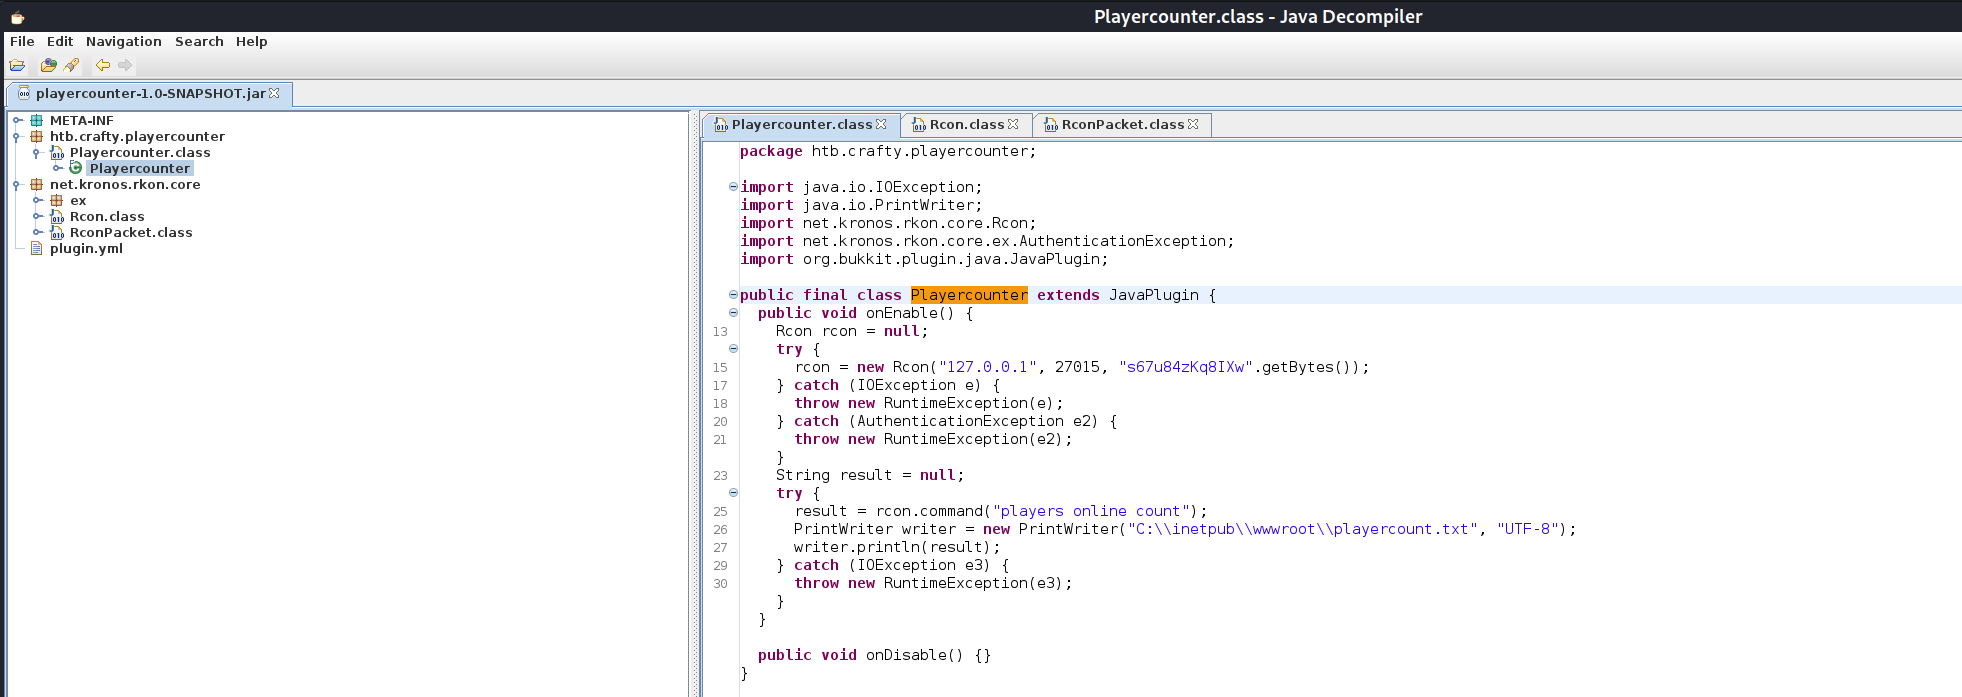 Playercounter.class - Java Decompiler
File Edit Navigation Search Help
playercounter-1.0-SNAPSHOT.jar
META-INF
htb.crafty.playercounter
Playercounter.class
Playercounter
net.kronos.rkon.core
ex
Rcon.class
RconPacket.class
plugin.yml
Playercounter.class Rcon.class RconPacket.class
package htb.crafty.playercounter;
import java.io.IOException;
import java.io.PrintWriter;
import net.kronos.rkon.core.Rcon;
import net.kronos.rkon.core.ex.AuthenticationException;
import org.bukkit.plugin.java.JavaPlugin;
public final class Playercounter extends JavaPlugin {
public void onEnable() {
13 Rcon rcon = null;
try {
15 rcon = new Rcon("127.0.0.1", 27015, "s67u84zKq8IXw".getBytes());
17 } catch (IOException e) {
18 throw new RuntimeException(e);
20 } catch (AuthenticationException e2) {
21 throw new RuntimeException(e2);
}
23 String result = null;
try {
25 result = rcon.command("players online count");
26 PrintWriter writer = new PrintWriter("C:\\inetpub\\wwwroot\\playercount.txt", "UTF-8");
27 writer.println(result);
29 } catch (IOException e3) {
30 throw new RuntimeException(e3);
}
}
public void onDisable() {}
}